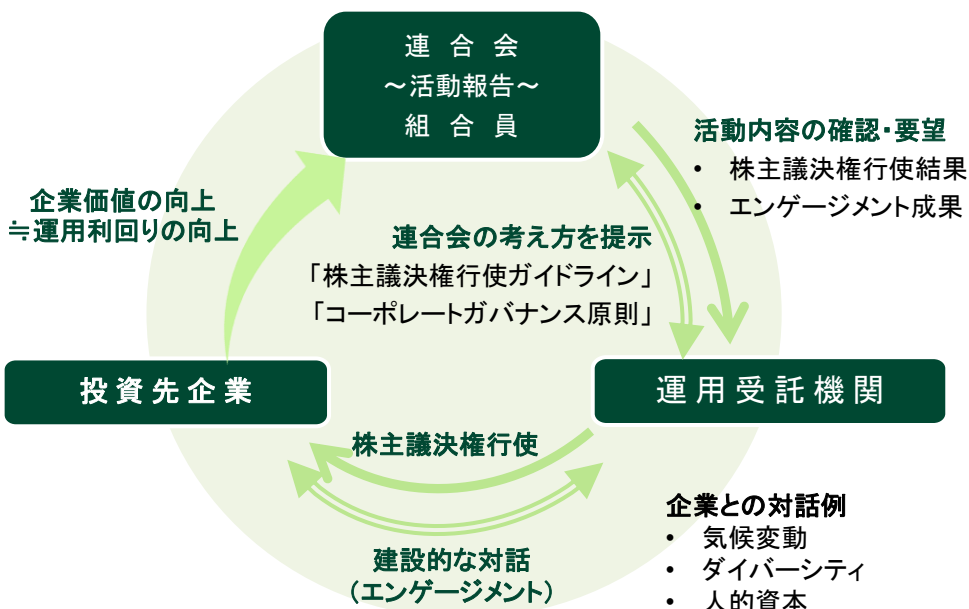 連合会
～活動報告～
組合員
活動内容の確認・要望
• 株主議決権行使結果
• エンゲージメント成果
企業価値の向上
≒運用利回りの向上
連合会の考え方を提示
「株主議決権行使ガイドライン」
「コーポレートガバナンス原則」
投資先企業
運用受託機関
株主議決権行使
建設的な対話
（エンゲージメント）
企業との対話例
• 気候変動
• ダイバーシティ
• 人的資本